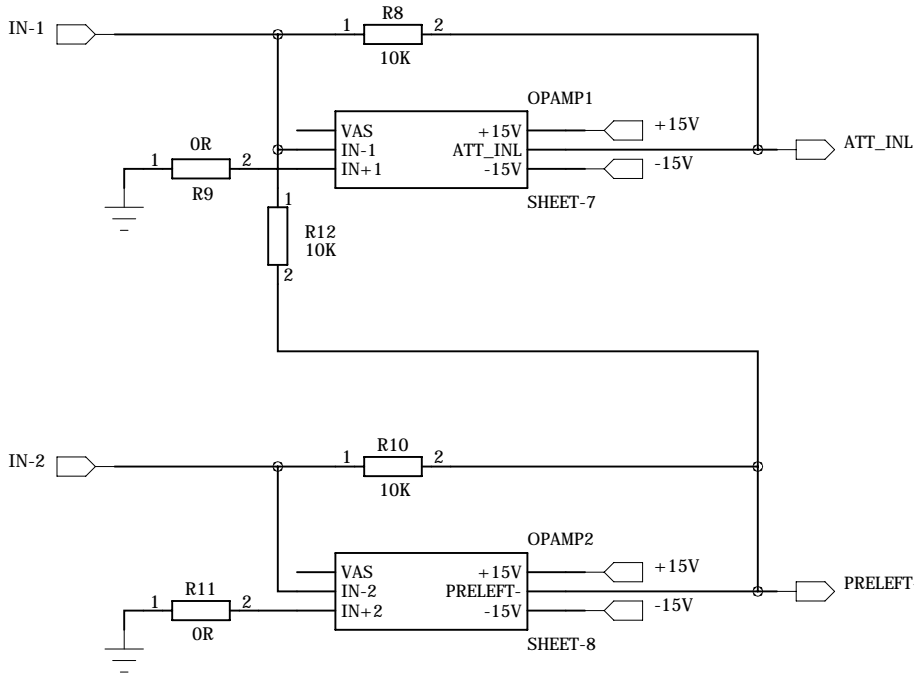 IN-1
1 R8 2
10K
OPAMP1
VAS +15V +15V
IN-1 ATT_INL ATT_INL
IN+1 -15V -15V
0R
1 2
R9
SHEET-7
1
R12
10K
2
IN-2
R10
1 2
10K
OPAMP2
VAS +15V +15V
IN-2 PRELEFT- PRELEFT-
IN+2 -15V -15V
R11
1 2
0R
SHEET-8